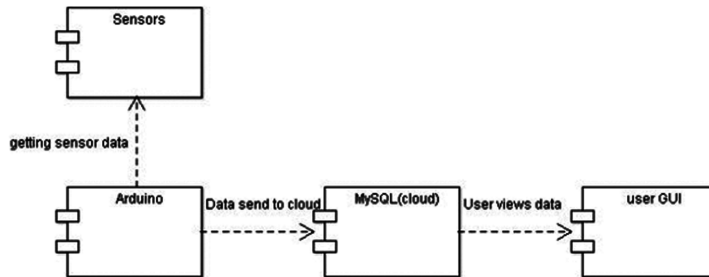 Sensors
getting sensor data
Arduino
Data send to cloud
MySQL(cloud)
User views data
user GUI